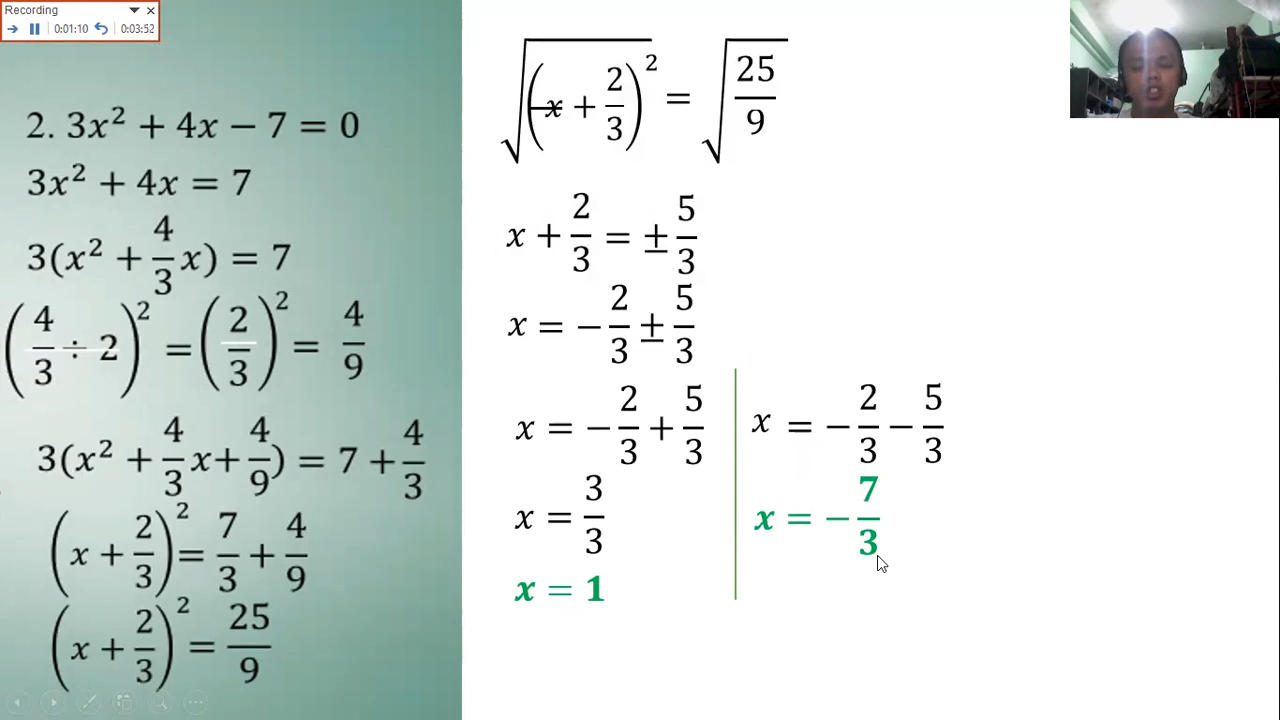 Recording
0:01:10 0:03:52
2. 3x² + 4x − 7 = 0
3x² + 4x = 7
3(x² + 4/3 x) = 7
(4/3 ÷ 2)² = (2/3)² = 4/9
3(x² + 4/3 x + 4/9) = 7 + 4/3
(x + 2/3)² = 7/3 + 4/9
(x + 2/3)² = 25/9
√(x + 2/3)² = √25/9
x + 2/3 = ± 5/3
x = − 2/3 ± 5/3
x = − 2/3 + 5/3
x = 3/3
x = 1
x = − 2/3 − 5/3
x = − 7/3